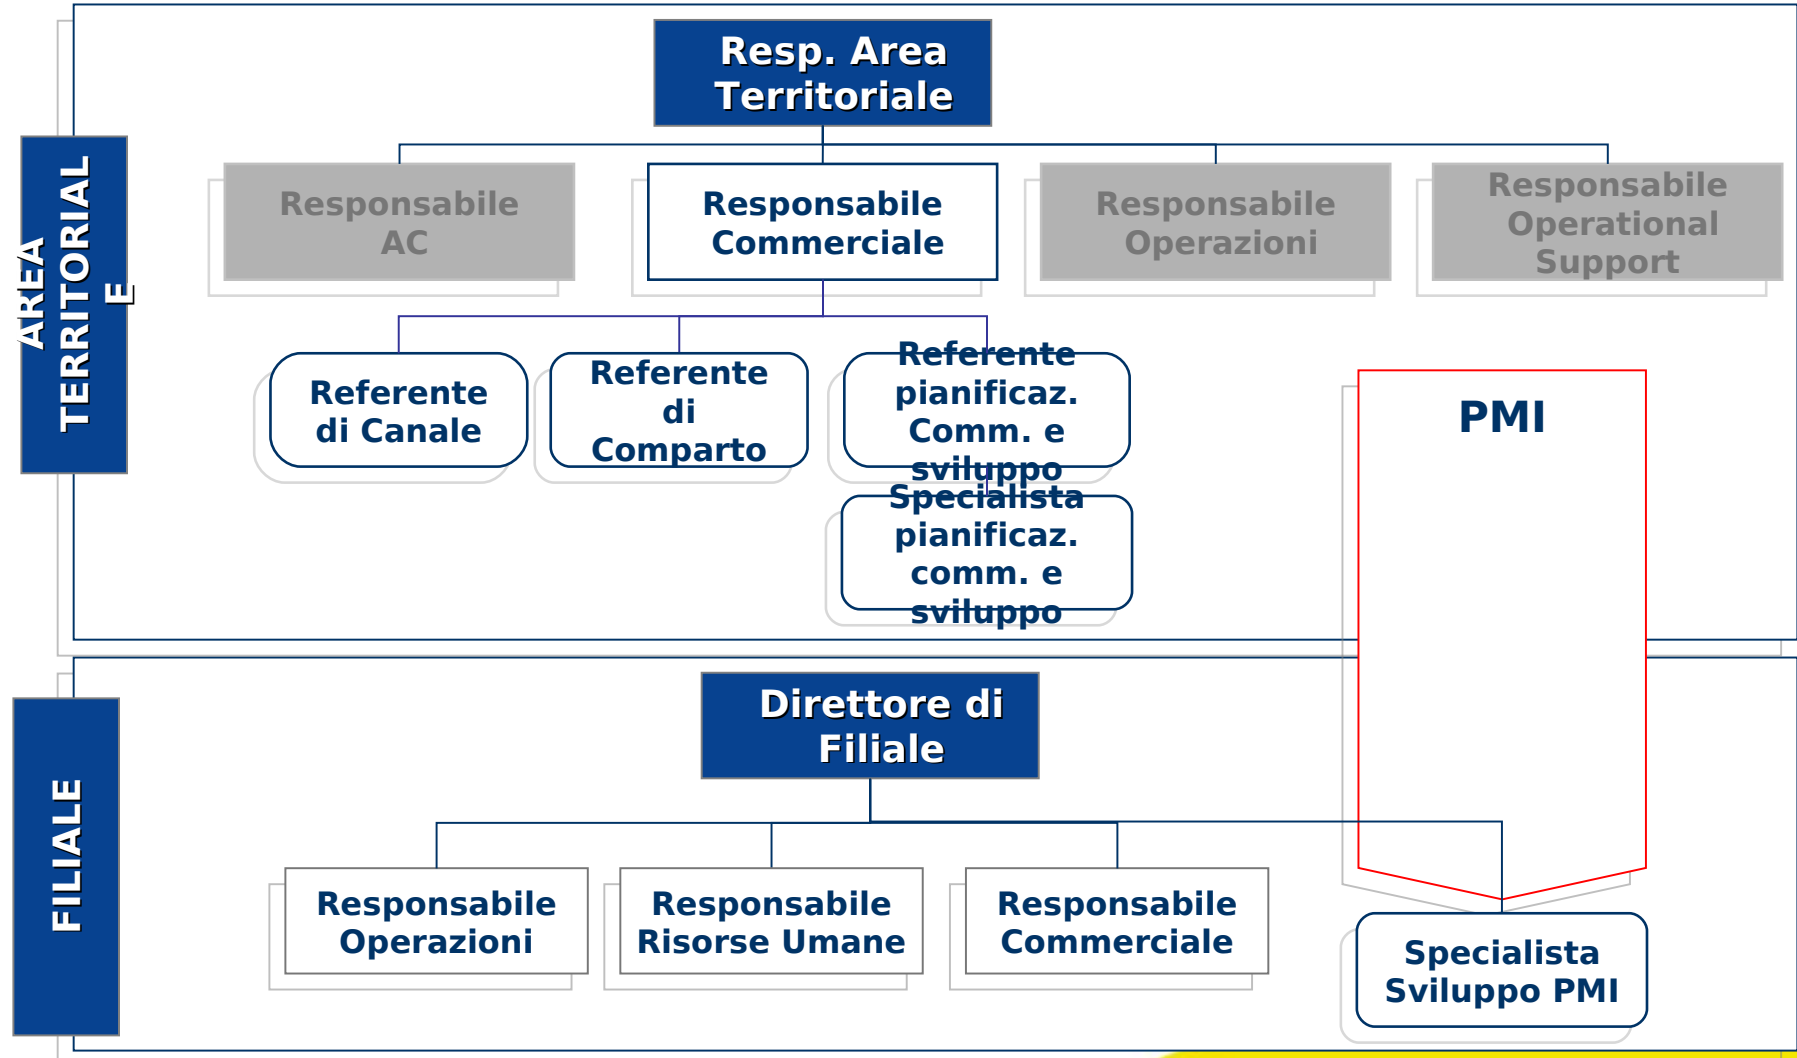 Resp. Area
Territoriale
AREA
TERRITORIAL
E
Responsabile
AC
Responsabile
Commerciale
Responsabile
Operazioni
Responsabile
Operational
Support
Referente
di Canale
Referente
di
Comparto
Referente
pianificaz.
Comm. e
sviluppo
Specialista
pianificaz.
comm. e
sviluppo
PMI
Direttore di
Filiale
FILIALE
Responsabile
Operazioni
Responsabile
Risorse Umane
Responsabile
Commerciale
Specialista
Sviluppo PMI